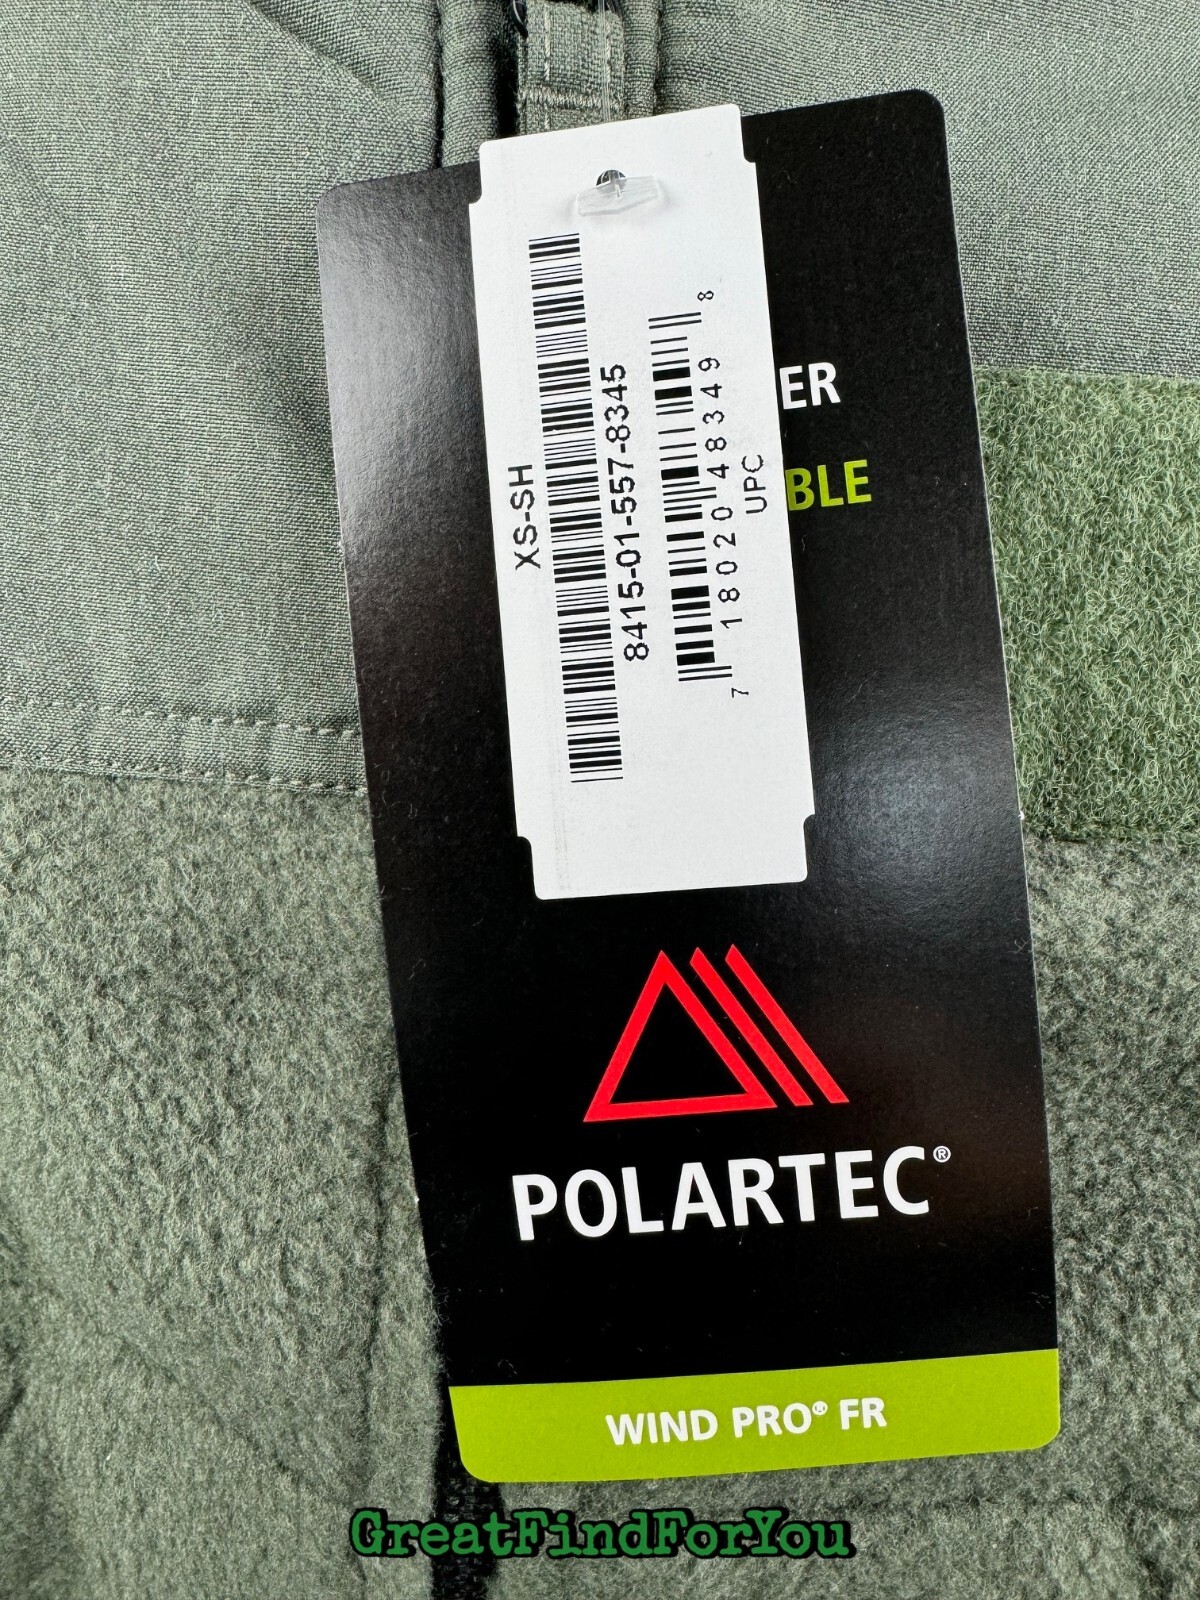 XS-SH
8415-01-557-8345
7 18020 48349 8
UPC
ER
BLE
POLARTEC®
WIND PRO® FR
GreatFindForYou